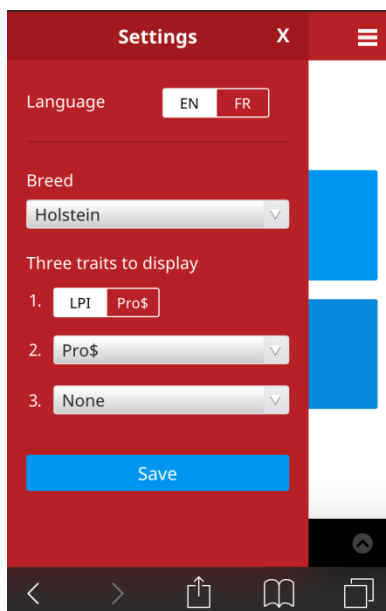 Settings X
Language EN FR
Breed
Holstein
Three traits to display
1. LPI Pro$
2. Pro$
3. None
Save